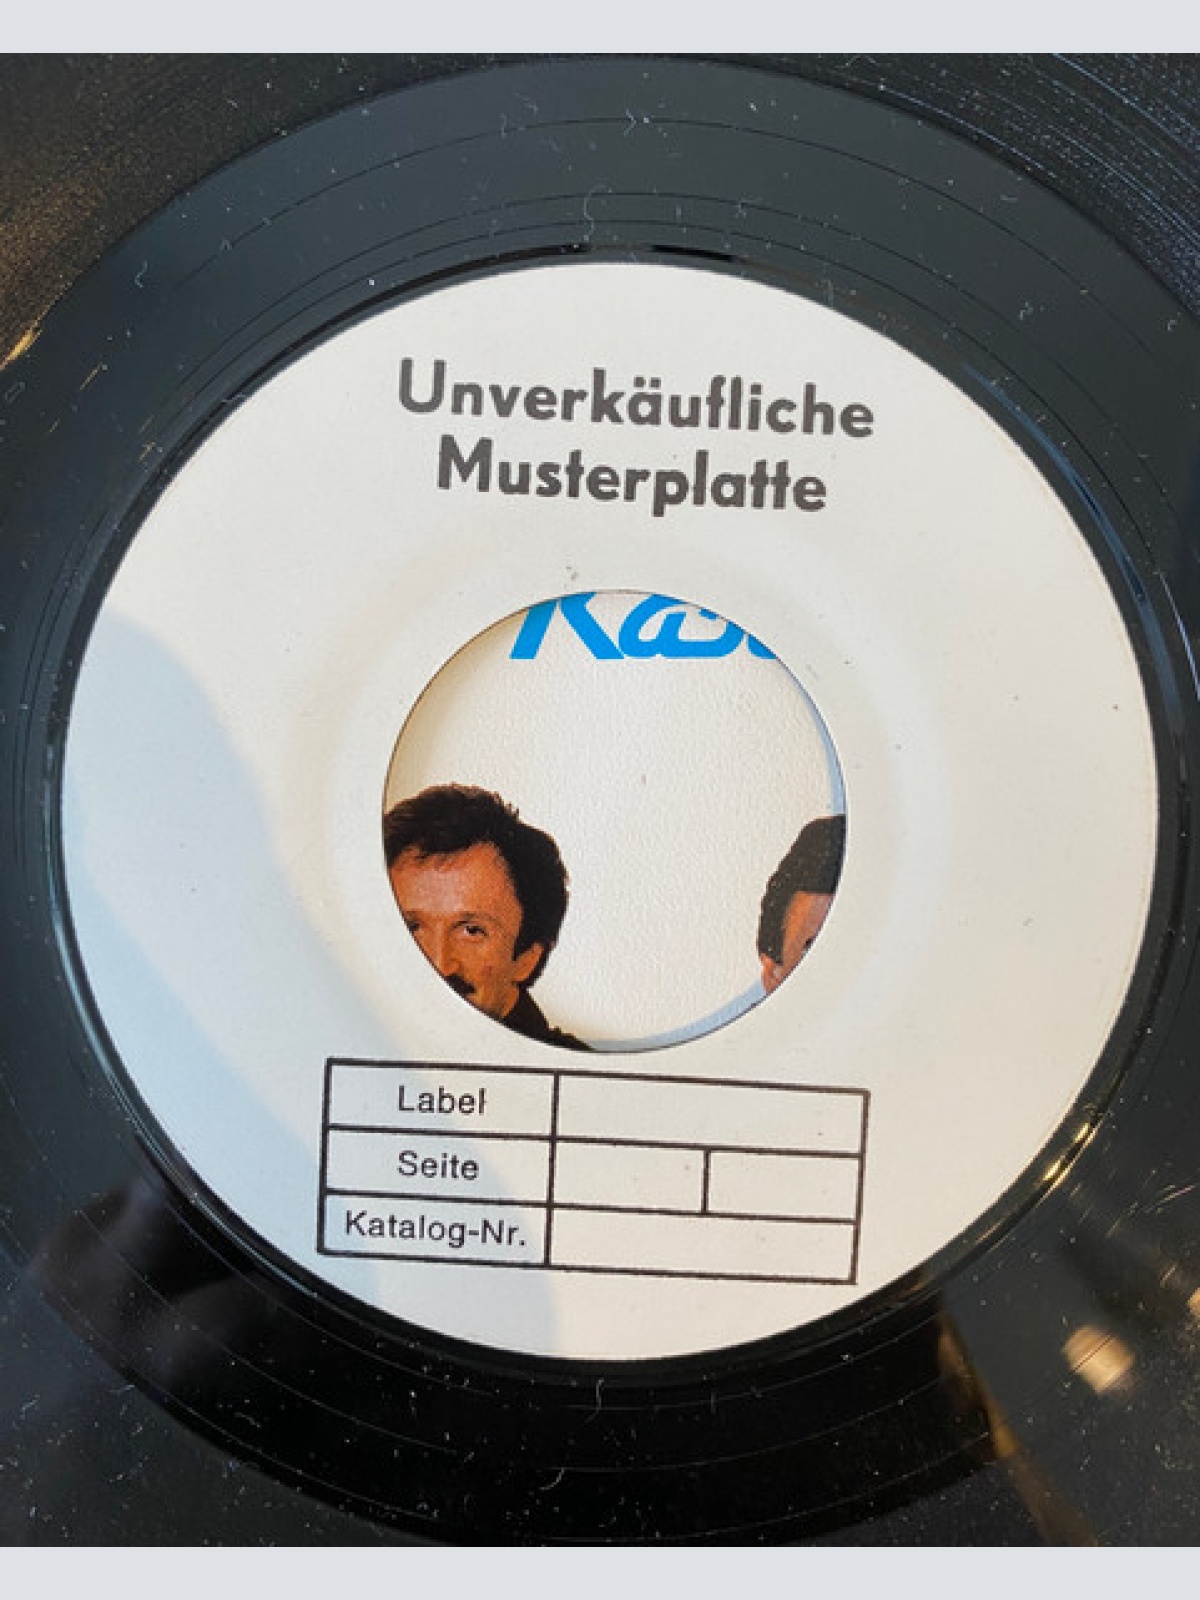 Unverkäufliche
Musterplatte
Label
Seite
Katalog-Nr.